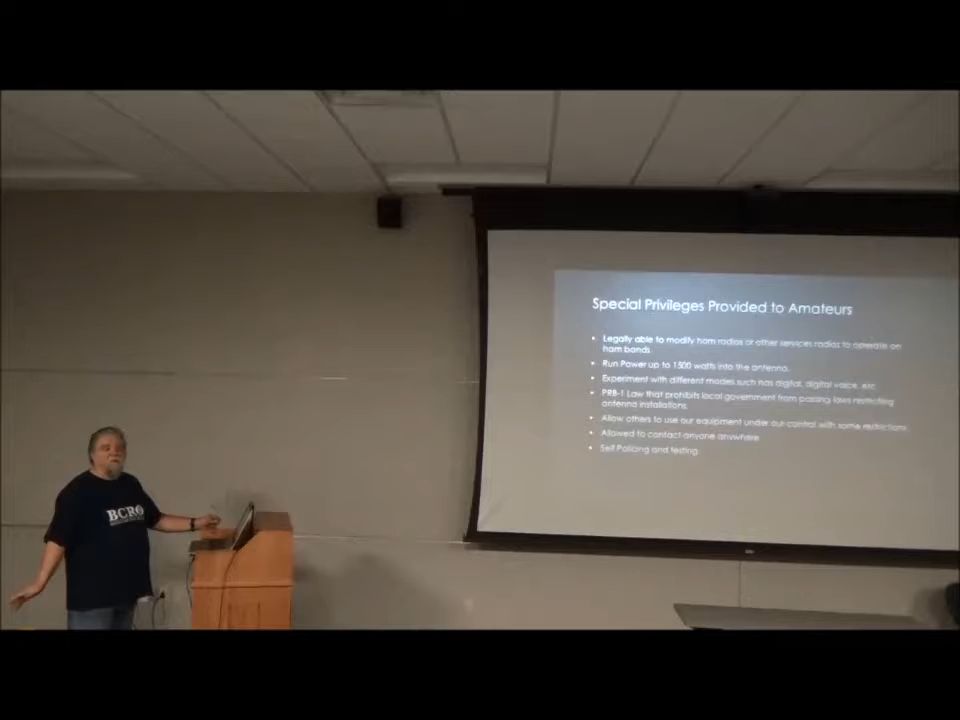 Special Privileges Provided to Amateurs
• Legally able to modify ham radios or other services radios to operate on
ham bands.
• Run Power up to 1500 watts into the antenna.
• Experiment with different modes such has digital, digital voice, etc
• PRB-1 Law that prohibits local government from passing laws restricting
antenna installations.
• Allow others to use our equipment under our control with some restrictions.
• Allowed to contact anyone anywhere
• Self Policing and testing
BCRO